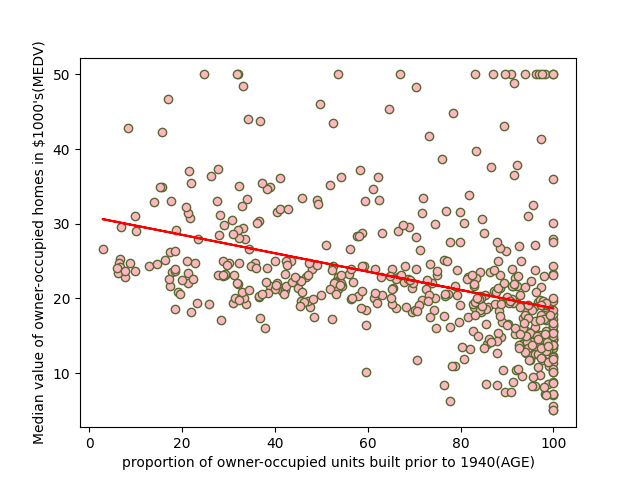 Median value of owner-occupied homes in $1000's(MEDV)
50
40
30
20
10
0 20 40 60 80 100
proportion of owner-occupied units built prior to 1940(AGE)